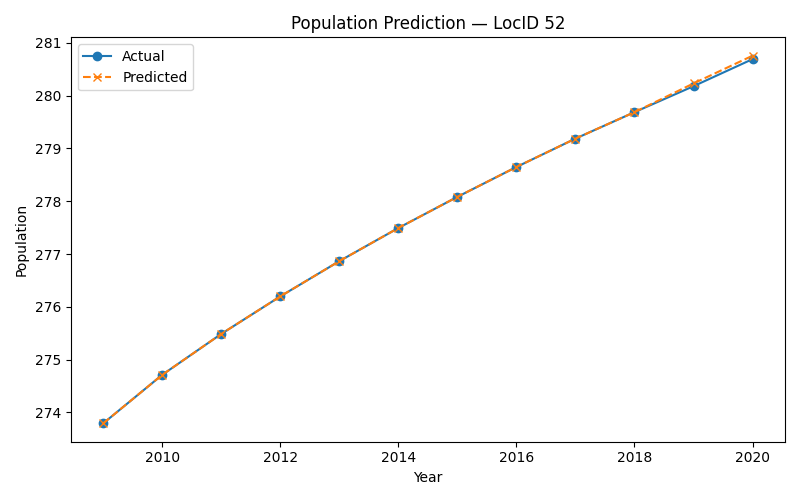 Population Prediction — LocID 52
Actual
Predicted
Population
281
280
279
278
277
276
275
274
2010 2012 2014 2016 2018 2020
Year